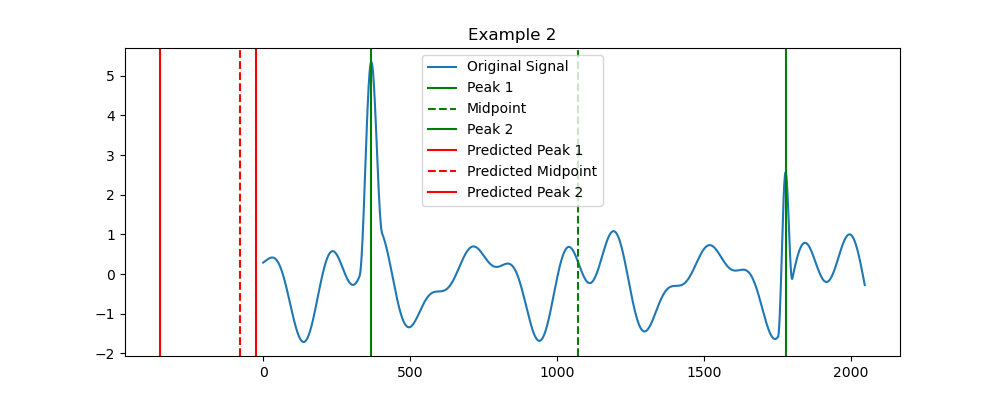 Example 2
Original Signal
Peak 1
Midpoint
Peak 2
Predicted Peak 1
Predicted Midpoint
Predicted Peak 2
5
4
3
2
1
0
−1
−2
0 500 1000 1500 2000